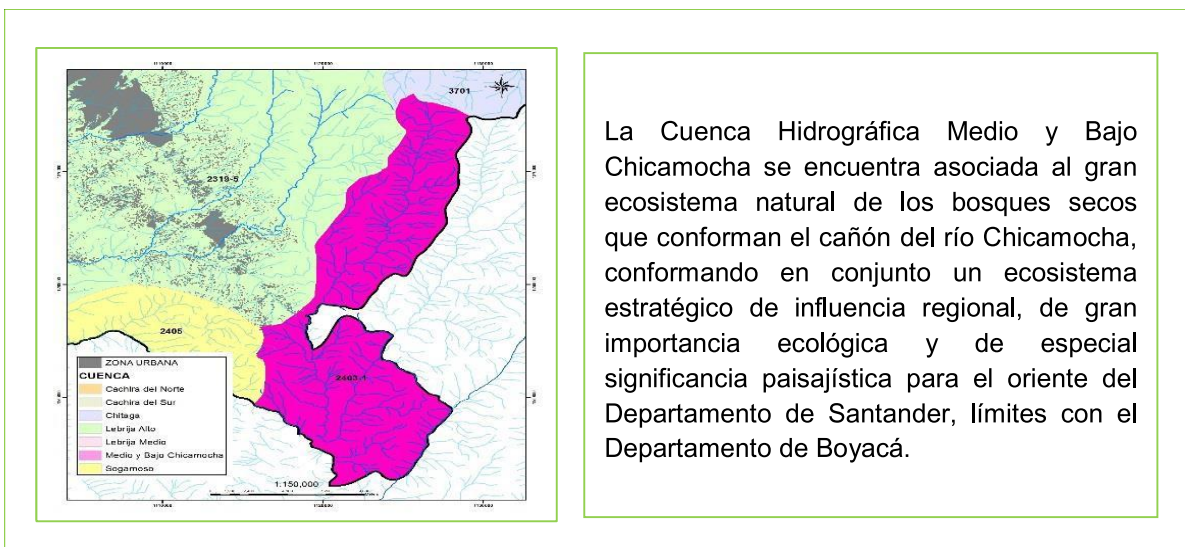 3701
2319-5
2405
2403-1
ZONA URBANA
CUENCA
Cachira del Norte
Cachira del Sur
Chitaga
Lebrija Alto
Lebrija Medio
Medio y Bajo Chicamocha
Sogamoso
1:150,000
La Cuenca Hidrográfica Medio y Bajo
Chicamocha se encuentra asociada al gran
ecosistema natural de los bosques secos
que conforman el cañón del río Chicamocha,
conformando en conjunto un ecosistema
estratégico de influencia regional, de gran
importancia ecológica y de especial
significancia paisajística para el oriente del
Departamento de Santander, límites con el
Departamento de Boyacá.